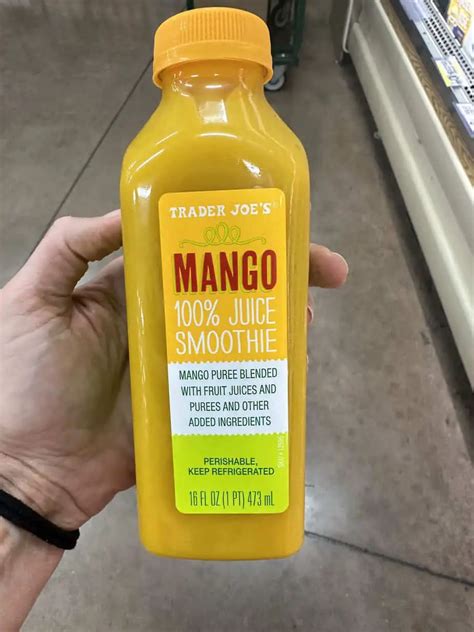 TRADER JOE'S
MANGO
100% JUICE
SMOOTHIE
MANGO PUREE BLENDED
WITH FRUIT JUICES AND
PUREES AND OTHER
ADDED INGREDIENTS
PERISHABLE,
KEEP REFRIGERATED
16 FL OZ (1 PT) 473 mL